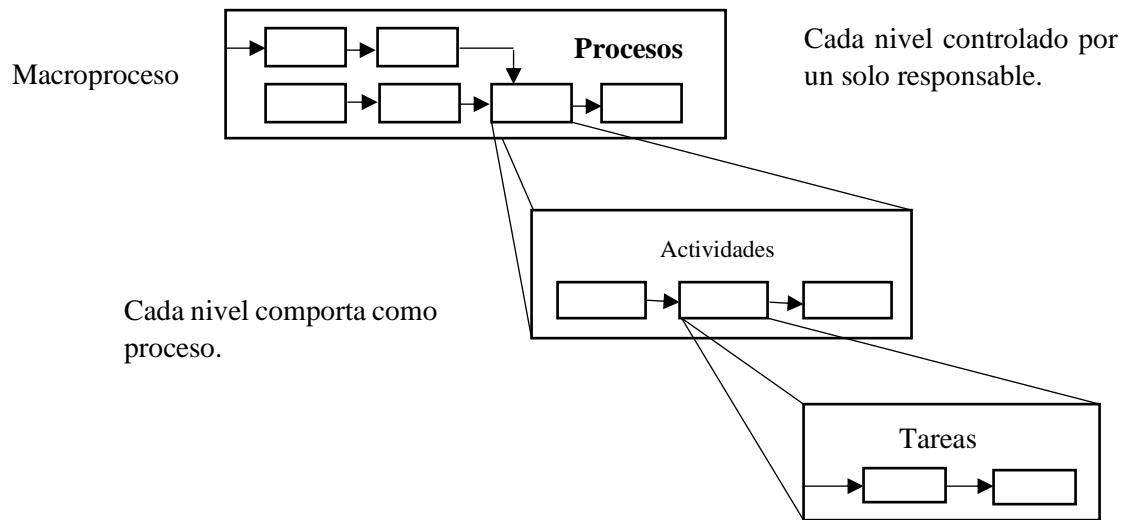 Procesos
Cada nivel controlado por
un solo responsable.
Macroproceso
Actividades
Cada nivel comporta como
proceso.
Tareas